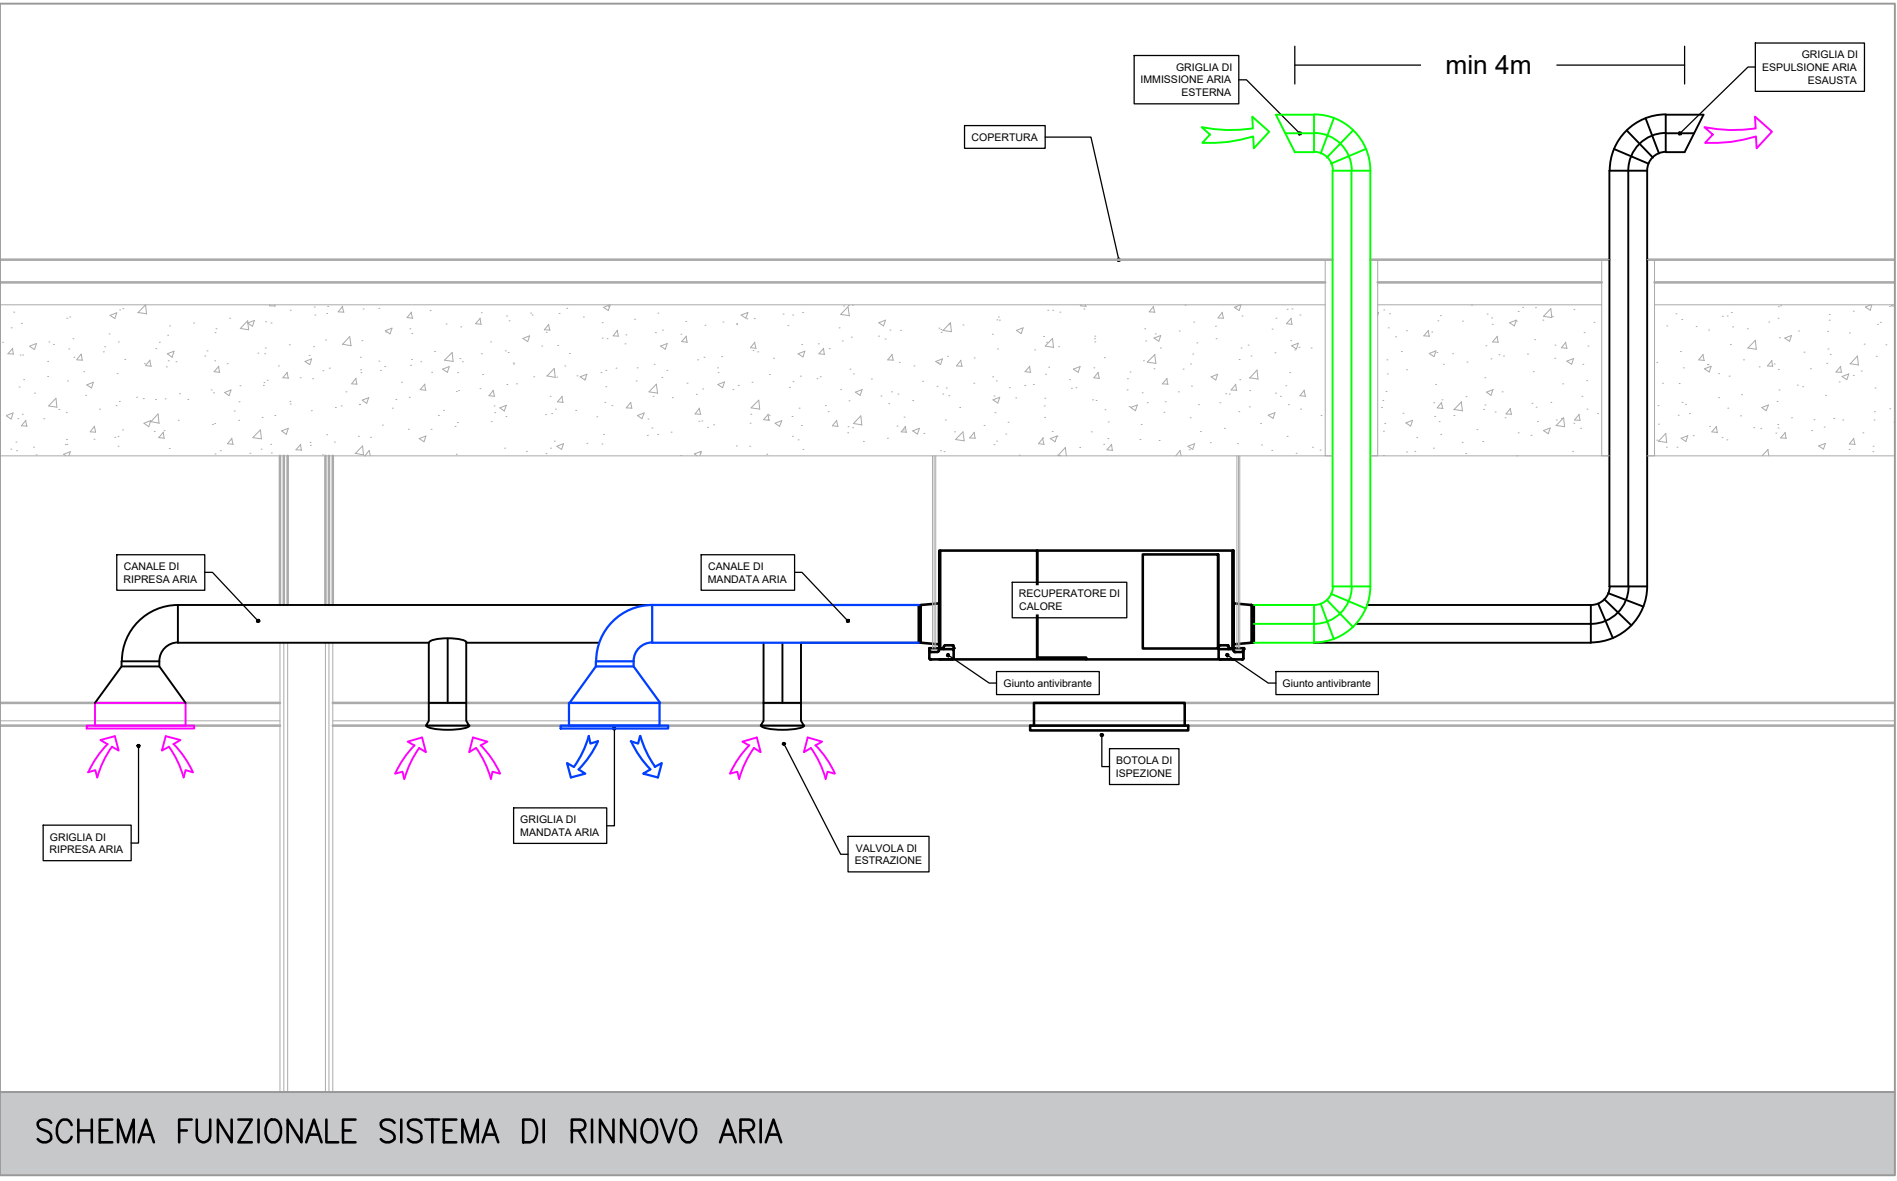 GRIGLIA DI
IMMISSIONE ARIA
ESTERNA
min 4m
GRIGLIA DI
ESPULSIONE ARIA
ESAUSTA
COPERTURA
CANALE DI
RIPRESA ARIA
CANALE DI
MANDATA ARIA
RECUPERATORE DI
CALORE
Giunto antivibrante
Giunto antivibrante
BOTOLA DI
ISPEZIONE
GRIGLIA DI
RIPRESA ARIA
GRIGLIA DI
MANDATA ARIA
VALVOLA DI
ESTRAZIONE
SCHEMA FUNZIONALE SISTEMA DI RINNOVO ARIA